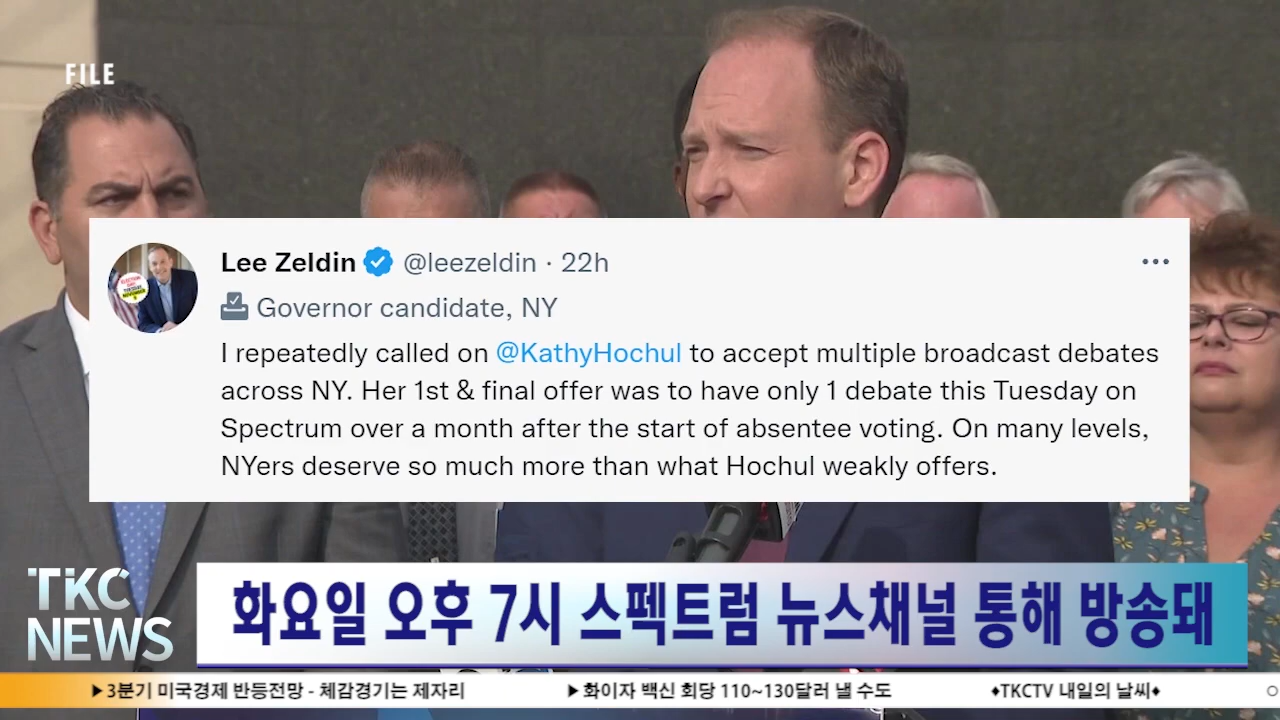 FILE
Lee Zeldin @leezeldin · 22h
Governor candidate, NY
I repeatedly called on @KathyHochul to accept multiple broadcast debates
across NY. Her 1st & final offer was to have only 1 debate this Tuesday on
Spectrum over a month after the start of absentee voting. On many levels,
NYers deserve so much more than what Hochul weakly offers.
TKC
NEWS
화요일 오후 7시 스펙트럼 뉴스채널 통해 방송돼
▶3분기 미국경제 반등전망 - 체감경기는 제자리 ▶화이자 백신 회당 110~130달러 낼 수도 ♦TKCTV 내일의 날씨♦